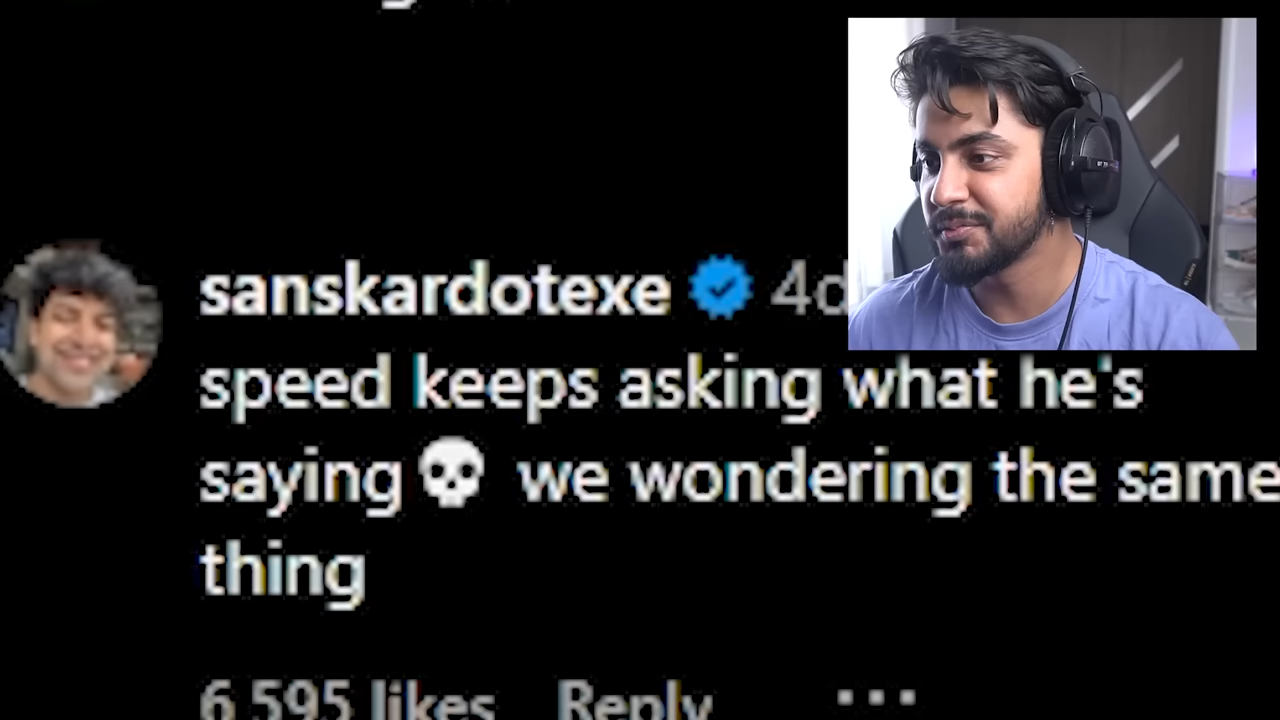 sanskardotexe 4d
speed keeps asking what he's
saying💀 we wondering the same
thing
6,595 likes Reply ...